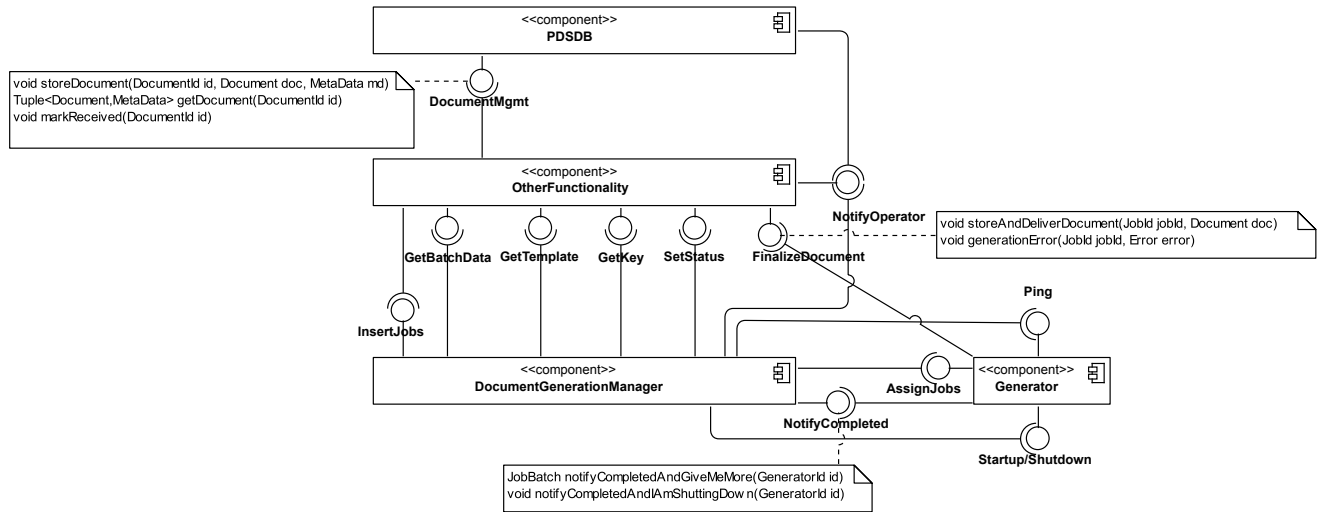 <<component>>
PDSDB
void storeDocument(DocumentId id, Document doc, MetaData md)
Tuple<Document,MetaData> getDocument(DocumentId id)
void markReceived(DocumentId id)
DocumentMgmt
<<component>>
OtherFunctionality
NotifyOperator
void storeAndDeliverDocument(JobId jobId, Document doc)
void generationError(JobId jobId, Error error)
GetBatchData
GetTemplate
GetKey
SetStatus
FinalizeDocument
Ping
InsertJobs
<<component>>
DocumentGenerationManager
AssignJobs
<<component>>
Generator
NotifyCompleted
Startup/Shutdown
JobBatch notifyCompletedAndGiveMeMore(GeneratorId id)
void notifyCompletedAndIAmShuttingDown(GeneratorId id)